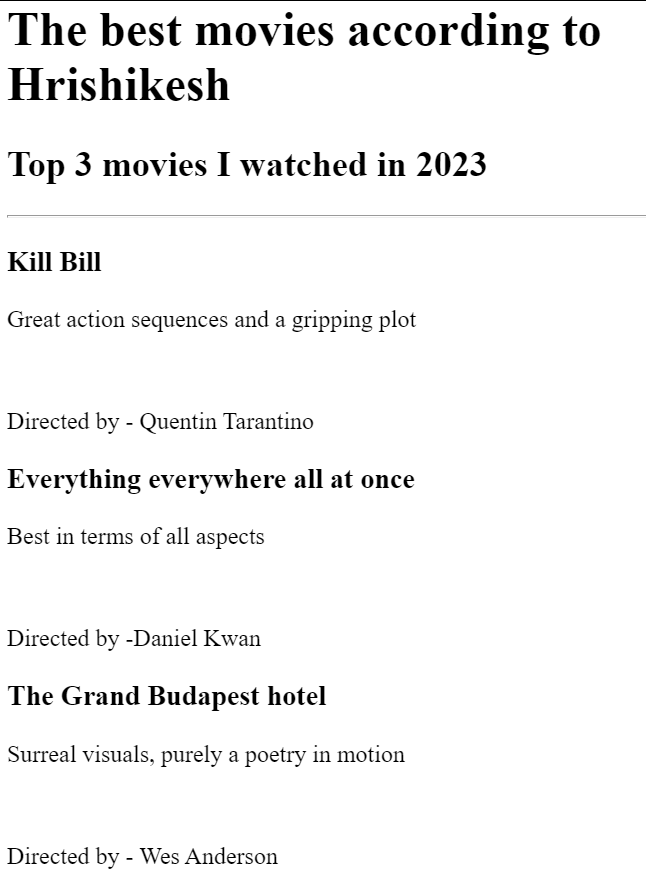 The best movies according to
Hrishikesh
Top 3 movies I watched in 2023
Kill Bill
Great action sequences and a gripping plot
Directed by - Quentin Tarantino
Everything everywhere all at once
Best in terms of all aspects
Directed by -Daniel Kwan
The Grand Budapest hotel
Surreal visuals, purely a poetry in motion
Directed by - Wes Anderson